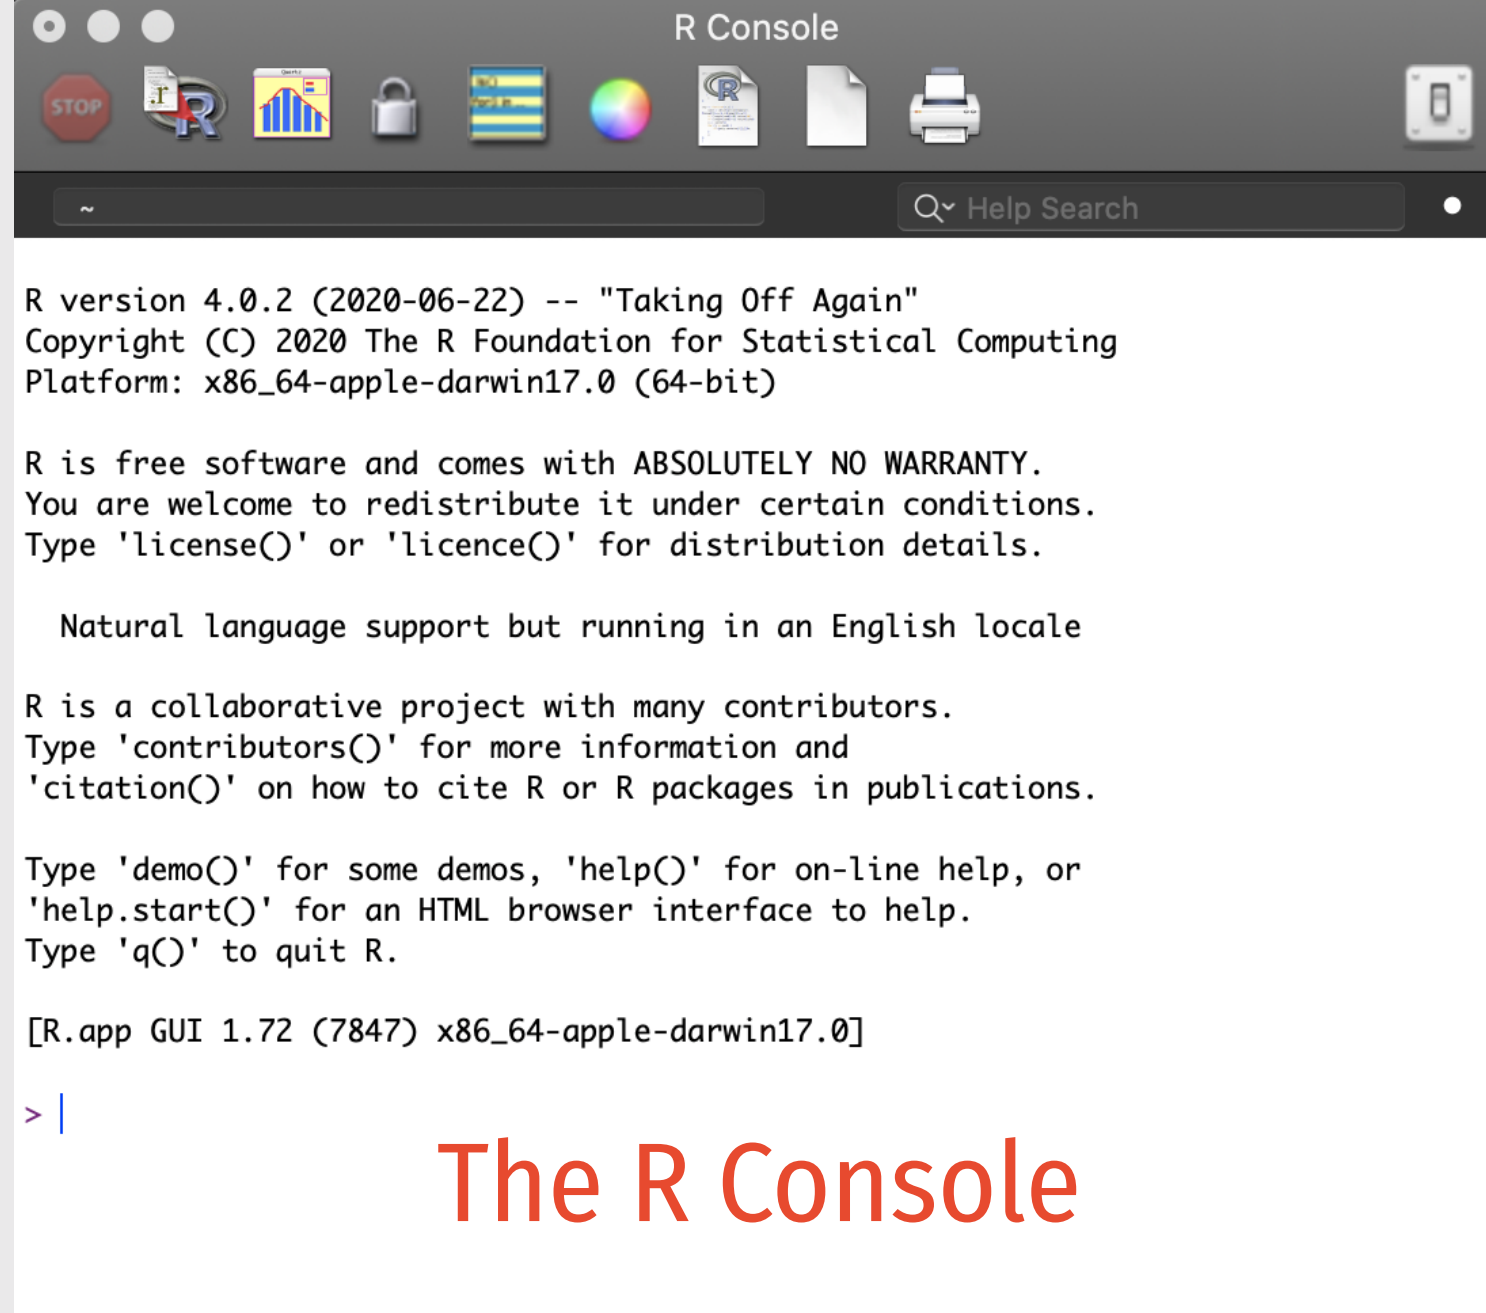 R Console
STOP
Quartz
~
Help Search
R version 4.0.2 (2020-06-22) -- "Taking Off Again"
Copyright (C) 2020 The R Foundation for Statistical Computing
Platform: x86_64-apple-darwin17.0 (64-bit)
R is free software and comes with ABSOLUTELY NO WARRANTY.
You are welcome to redistribute it under certain conditions.
Type 'license()' or 'licence()' for distribution details.
Natural language support but running in an English locale
R is a collaborative project with many contributors.
Type 'contributors()' for more information and
'citation()' on how to cite R or R packages in publications.
Type 'demo()' for some demos, 'help()' for on-line help, or
'help.start()' for an HTML browser interface to help.
Type 'q()' to quit R.
[R.app GUI 1.72 (7847) x86_64-apple-darwin17.0]
>
The R Console